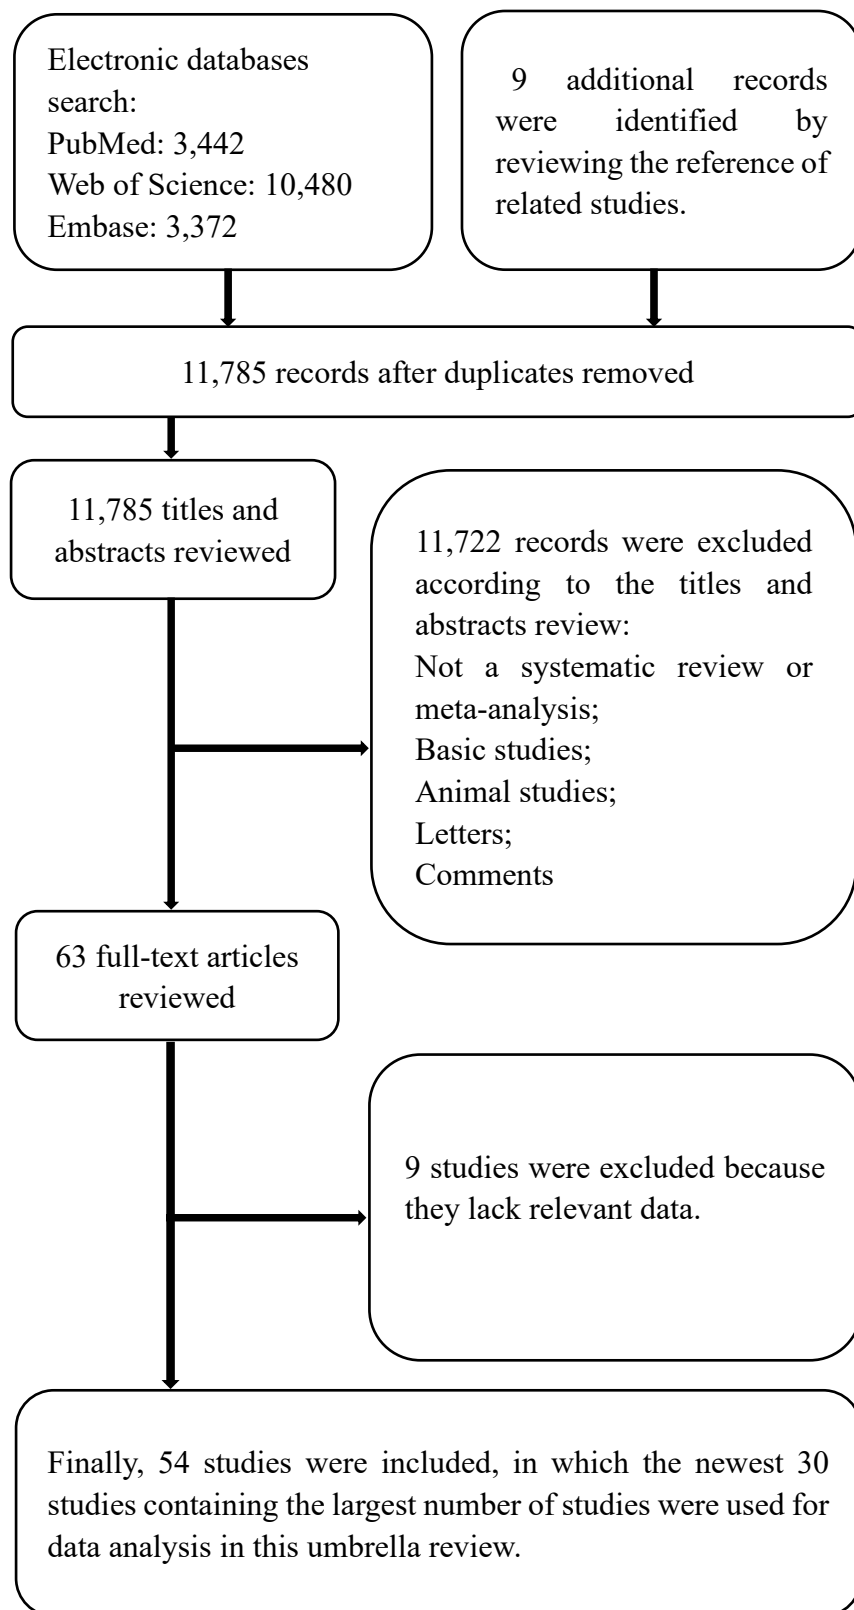 Electronic databases
search:
PubMed: 3,442
Web of Science: 10,480
Embase: 3,372
9 additional records
were identified by
reviewing the reference of
related studies.
11,785 records after duplicates removed
11,785 titles and
abstracts reviewed
11,722 records were excluded
according to the titles and
abstracts review:
Not a systematic review or
meta-analysis;
Basic studies;
Animal studies;
Letters;
Comments
63 full-text articles
reviewed
9 studies were excluded because
they lack relevant data.
Finally, 54 studies were included, in which the newest 30
studies containing the largest number of studies were used for
data analysis in this umbrella review.